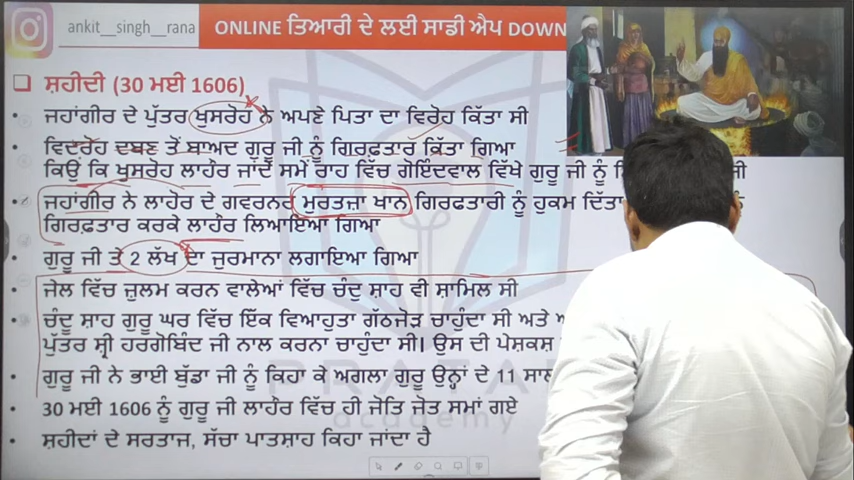 ankit__singh_rana
ONLINE ਤਿਆਰੀ ਦੇ ਲਈ ਸਾਡੀ ਐਪ DOWN
ਸ਼ਹੀਦੀ (30 ਮਈ 1606)
ਜਹਾਂਗੀਰ ਦੇ ਪੁੱਤਰ ਖੁਸਰੋਹ ਨੇ ਅਪਣੇ ਪਿਤਾ ਦਾ ਵਿਰੋਹ ਕਿੱਤਾ ਸੀ
ਵਿਦਰੋਹ ਦਬਣ ਤੋਂ ਬਾਅਦ ਗੁਰੂ ਜੀ ਨੂੰ ਗਿਰਫ਼ਤਾਰ ਕਿੱਤਾ ਗਿਆ
ਕਿਉਂ ਕਿ ਖੁਸਰੋਹ ਲਾਹੌਰ ਜਾਂਦੇ ਸਮੇਂ ਰਾਹ ਵਿੱਚ ਗੋਇੰਦਵਾਲ ਵਿੱਖੇ ਗੁਰੂ ਜੀ ਨੂੰ ਸੀ
ਜਹਾਂਗੀਰ ਨੇ ਲਾਹੌਰ ਦੇ ਗਵਰਨਰ ਮੁਰਤਜ਼ਾ ਖਾਨ ਗਿਰਫਤਾਰੀ ਨੂੰ ਹੁਕਮ ਦਿੱਤਾ
ਗਿਰਫ਼ਤਾਰ ਕਰਕੇ ਲਾਹੌਰ ਲਿਆਇਆ ਗਿਆ
ਗੁਰੂ ਜੀ ਤੇ 2 ਲੱਖ ਦਾ ਜੁਰਮਾਨਾ ਲਗਾਇਆ ਗਿਆ
ਜੇਲ ਵਿੱਚ ਜ਼ੁਲਮ ਕਰਨ ਵਾਲੇਆਂ ਵਿੱਚ ਚੰਦੂ ਸ਼ਾਹ ਵੀ ਸ਼ਾਮਿਲ ਸੀ
ਚੰਦੂ ਸ਼ਾਹ ਗੁਰੂ ਘਰ ਵਿੱਚ ਇੱਕ ਵਿਆਹੁਤਾ ਗੱਠਜੋੜ ਚਾਹੁੰਦਾ ਸੀ ਅਤੇ
ਪੁੱਤਰ ਸ਼੍ਰੀ ਹਰਗੋਬਿੰਦ ਜੀ ਨਾਲ ਕਰਨਾ ਚਾਹੁੰਦਾ ਸੀ। ਉਸ ਦੀ ਪੇਸ਼ਕਸ਼
ਗੁਰੂ ਜੀ ਨੇ ਭਾਈ ਬੁੱਡਾ ਜੀ ਨੂੰ ਕਿਹਾ ਕੇ ਅਗਲਾ ਗੁਰੂ ਉਨ੍ਹਾਂ ਦੇ 11 ਸਾਲ
30 ਮਈ 1606 ਨੂੰ ਗੁਰੂ ਜੀ ਲਾਹੌਰ ਵਿੱਚ ਹੀ ਜੋਤਿ ਜੋਤ ਸਮਾਂ ਗਏ
ਸ਼ਹੀਦਾਂ ਦੇ ਸਰਤਾਜ, ਸੱਚਾ ਪਾਤਸ਼ਾਹ ਕਿਹਾ ਜਾਂਦਾ ਹੈ
academy